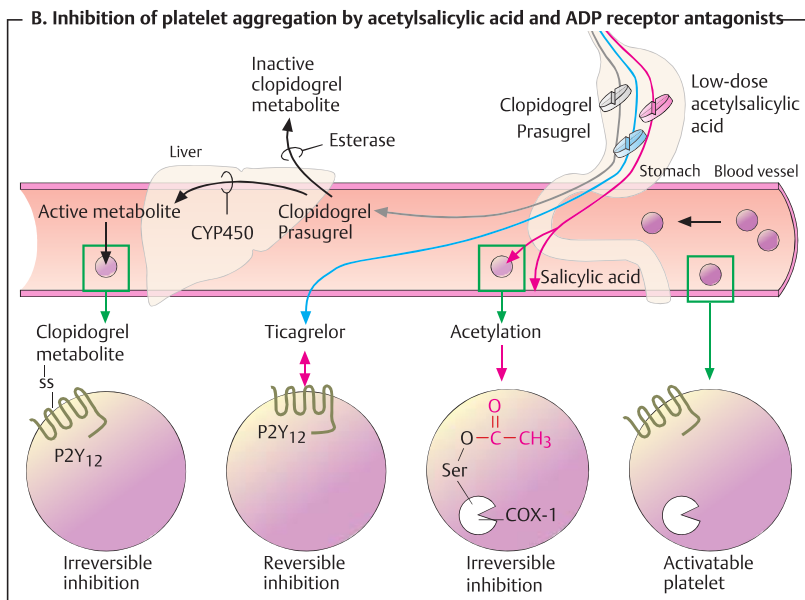 B. Inhibition of platelet aggregation by acetylsalicylic acid and ADP receptor antagonists
Inactive
clopidogrel
metabolite
Esterase
Clopidogrel
Prasugrel
Low-dose
acetylsalicylic
acid
Liver
Stomach
Blood vessel
Active metabolite
CYP450
Clopidogrel
Prasugrel
Salicylic acid
Clopidogrel
metabolite
ss
P2Y12
Irreversible
inhibition
Ticagrelor
P2Y12
Reversible
inhibition
Acetylation
O
O–C–CH3
Ser
COX-1
Irreversible
inhibition
Activatable
platelet